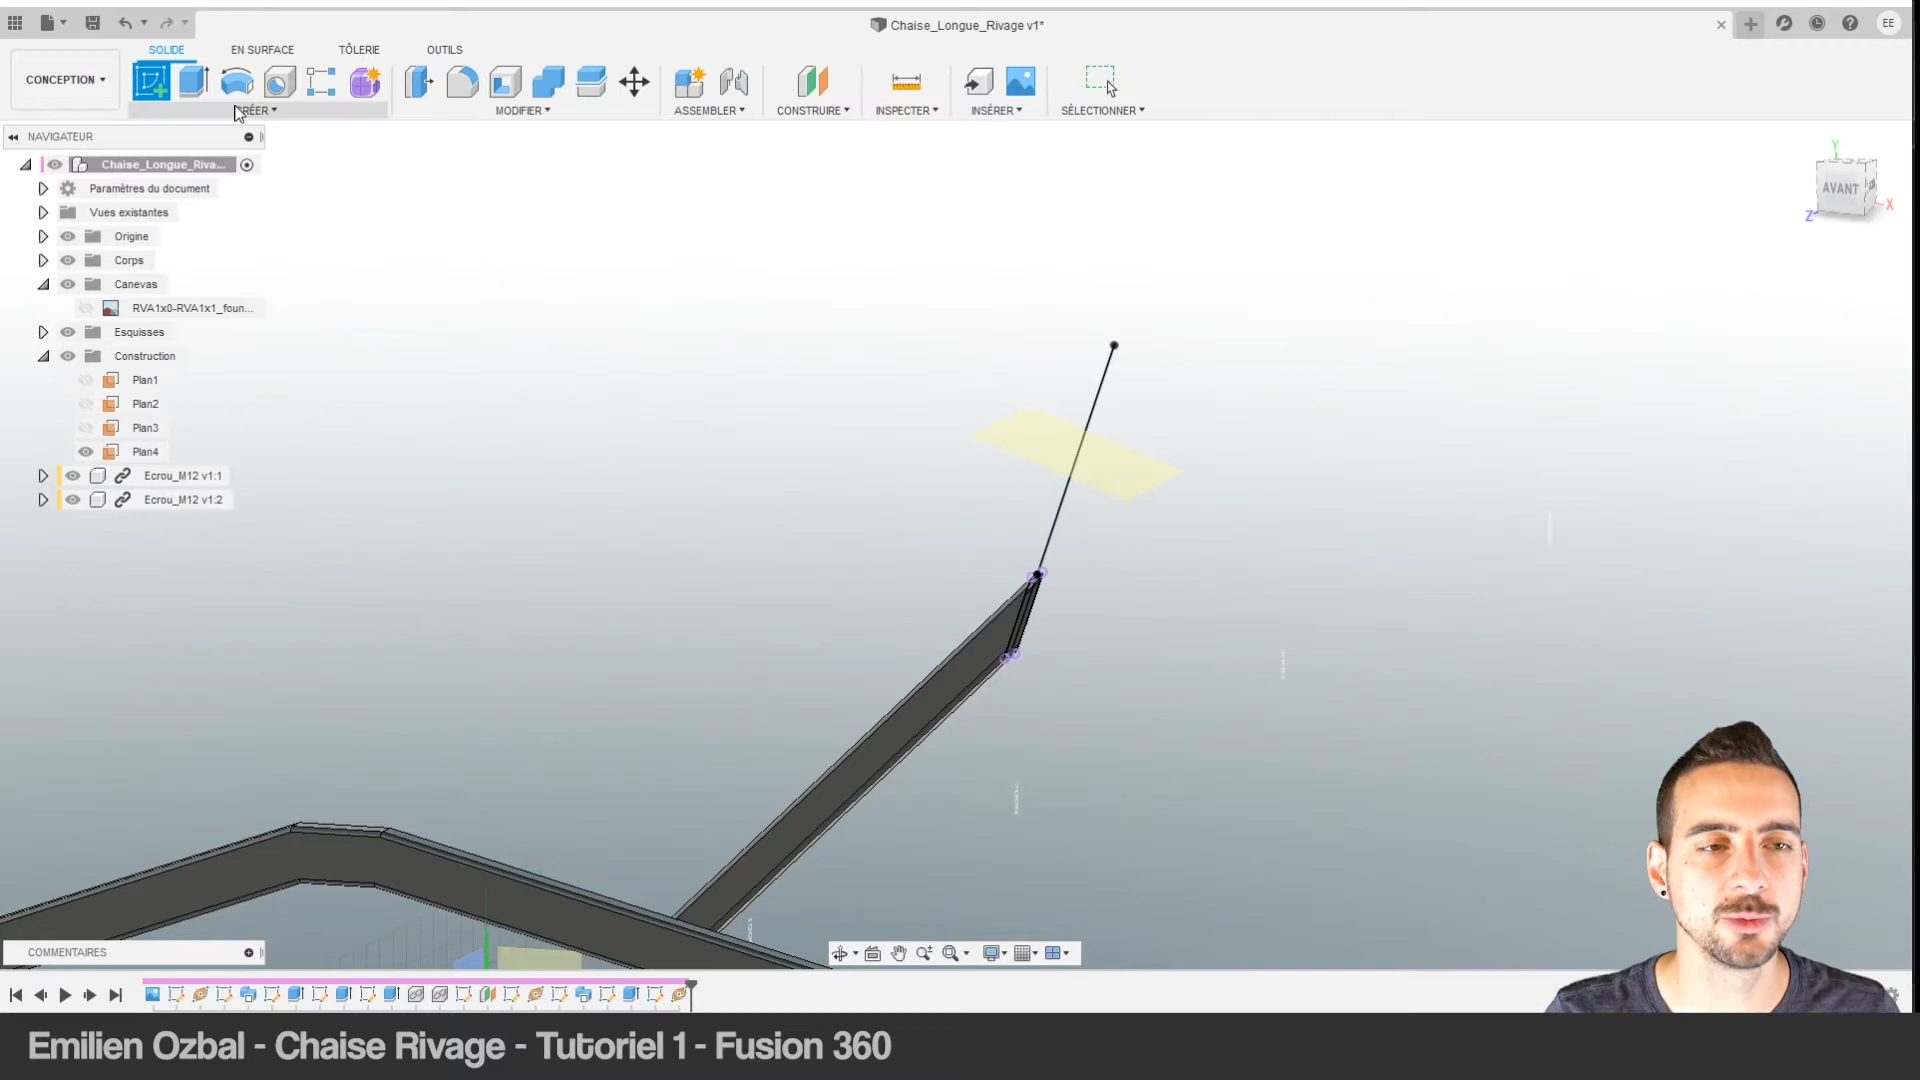 Chaise_Longue_Rivage v1*
EE
SOLIDE
EN SURFACE
TÔLERIE
OUTILS
CONCEPTION
CRÉER
MODIFIER
ASSEMBLER
CONSTRUIRE
INSPECTER
INSÉRER
SÉLECTIONNER
NAVIGATEUR
Chaise_Longue_Riva...
Paramètres du document
Vues existantes
Origine
Corps
Canevas
RVA1x0-RVA1x1_foun...
Esquisses
Construction
Plan1
Plan2
Plan3
Plan4
Ecrou_M12 v1:1
Ecrou_M12 v1:2
Y
AVANT
X
Z
COMMENTAIRES
Emilien Ozbal - Chaise Rivage - Tutoriel 1 - Fusion 360